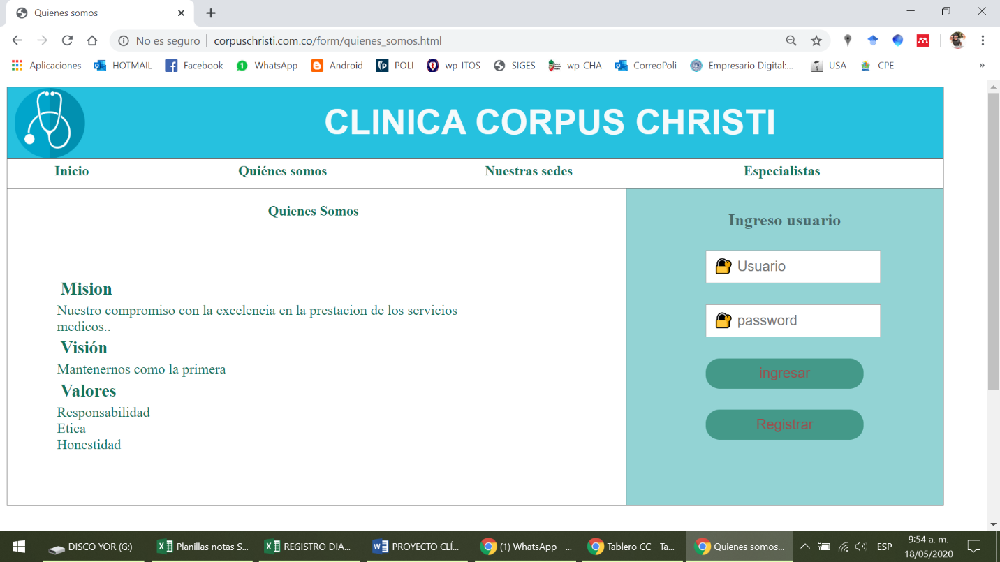 Quienes somos
No es seguro | corpuschristi.com.co/form/quienes_somos.html
Aplicaciones HOTMAIL Facebook WhatsApp Android POLI wp-ITOS SIGES wp-CHA CorreoPoli Empresario Digital:... USA CPE »
CLINICA CORPUS CHRISTI
Inicio Quiénes somos Nuestras sedes Especialistas
Quienes Somos
Mision
Nuestro compromiso con la excelencia en la prestacion de los servicios
medicos..
Visión
Mantenernos como la primera
Valores
Responsabilidad
Etica
Honestidad
Ingreso usuario
Usuario
password
ingresar
Registrar
DISCO YOR (G:) Planillas notas S... REGISTRO DIA... PROYECTO CLÍ... (1) WhatsApp - ... Tablero CC - Ta... Quienes somos... ESP 9:54 a. m.
18/05/2020